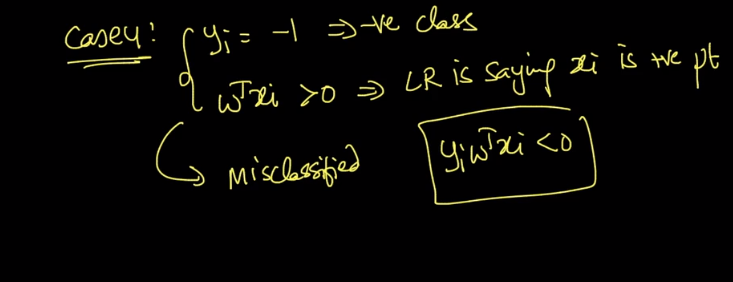 Case4: yᵢ = -1 ⇒ -ve class
wᵀxᵢ >0 ⇒ LR is saying xᵢ is +ve pt
Misclassified yᵢwᵀxᵢ <0